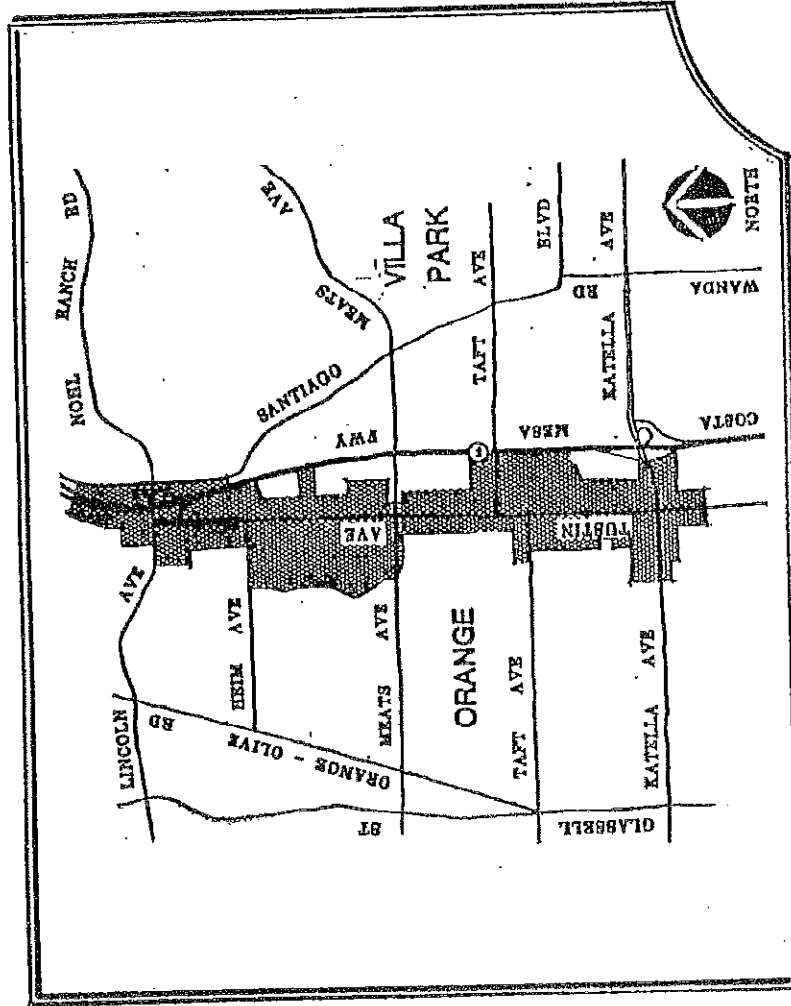 NOHL RANCH RD
LINCOLN AVE
HEIM AVE
MEATS AVE
MEATS AVE
SANTIAGO
FWY
AVE
VILLA
PARK
ORANGE - OLIVE RD
ORANGE
TAFT AVE
TAFT AVE
BLVD
TUSTIN
MESA
COSTA
RD
WANDA
KATELLA AVE
KATELLA AVE
GLASSELL
ST
NORTH